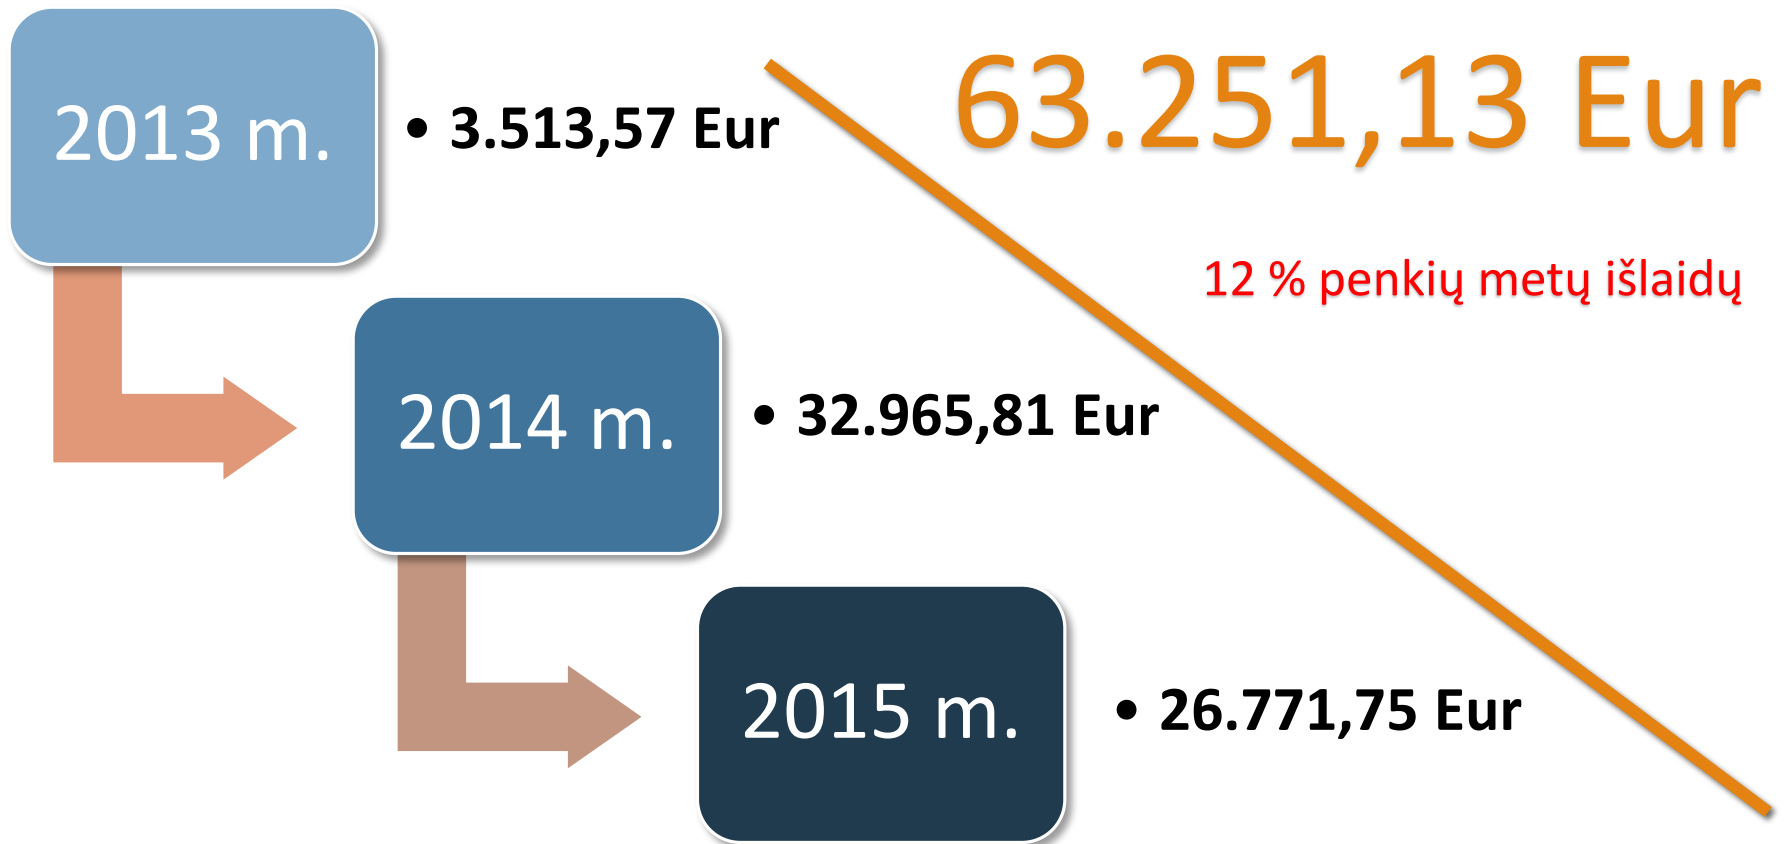 2013 m.
• 3.513,57 Eur
63.251,13 Eur
12 % penkių metų išlaidų
2014 m.
• 32.965,81 Eur
2015 m.
• 26.771,75 Eur